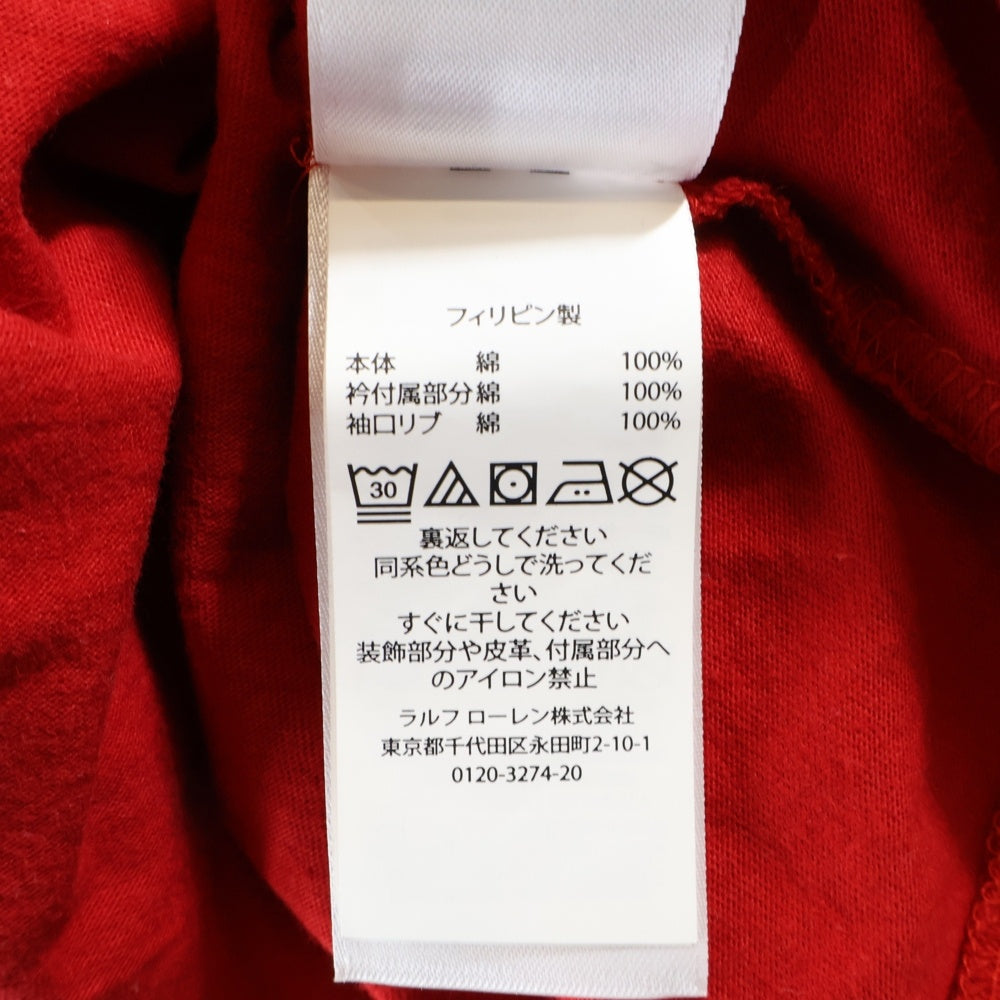 フィリピン製
本体 綿 100%
衿付属部分 綿 100%
袖口リブ 綿 100%
30
裏返してください
同系色どうしで洗ってくだ
さい
すぐに干してください
装飾部分や皮革、付属部分へ
のアイロン禁止
ラルフ ローレン株式会社
東京都千代田区永田町2-10-1
0120-3274-20